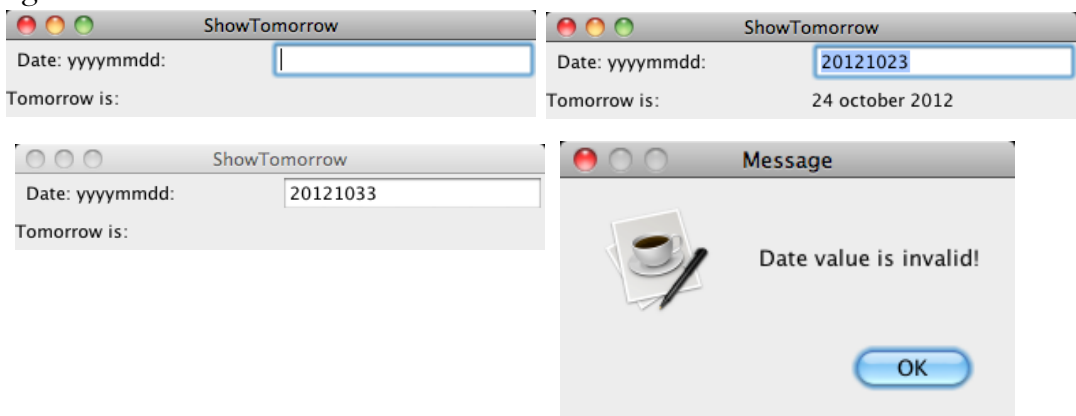 ShowTomorrow
Date: yyyymmdd:
Tomorrow is:
ShowTomorrow
Date: yyyymmdd: 20121023
Tomorrow is: 24 october 2012
ShowTomorrow
Date: yyyymmdd: 20121033
Tomorrow is:
Message
Date value is invalid!
OK